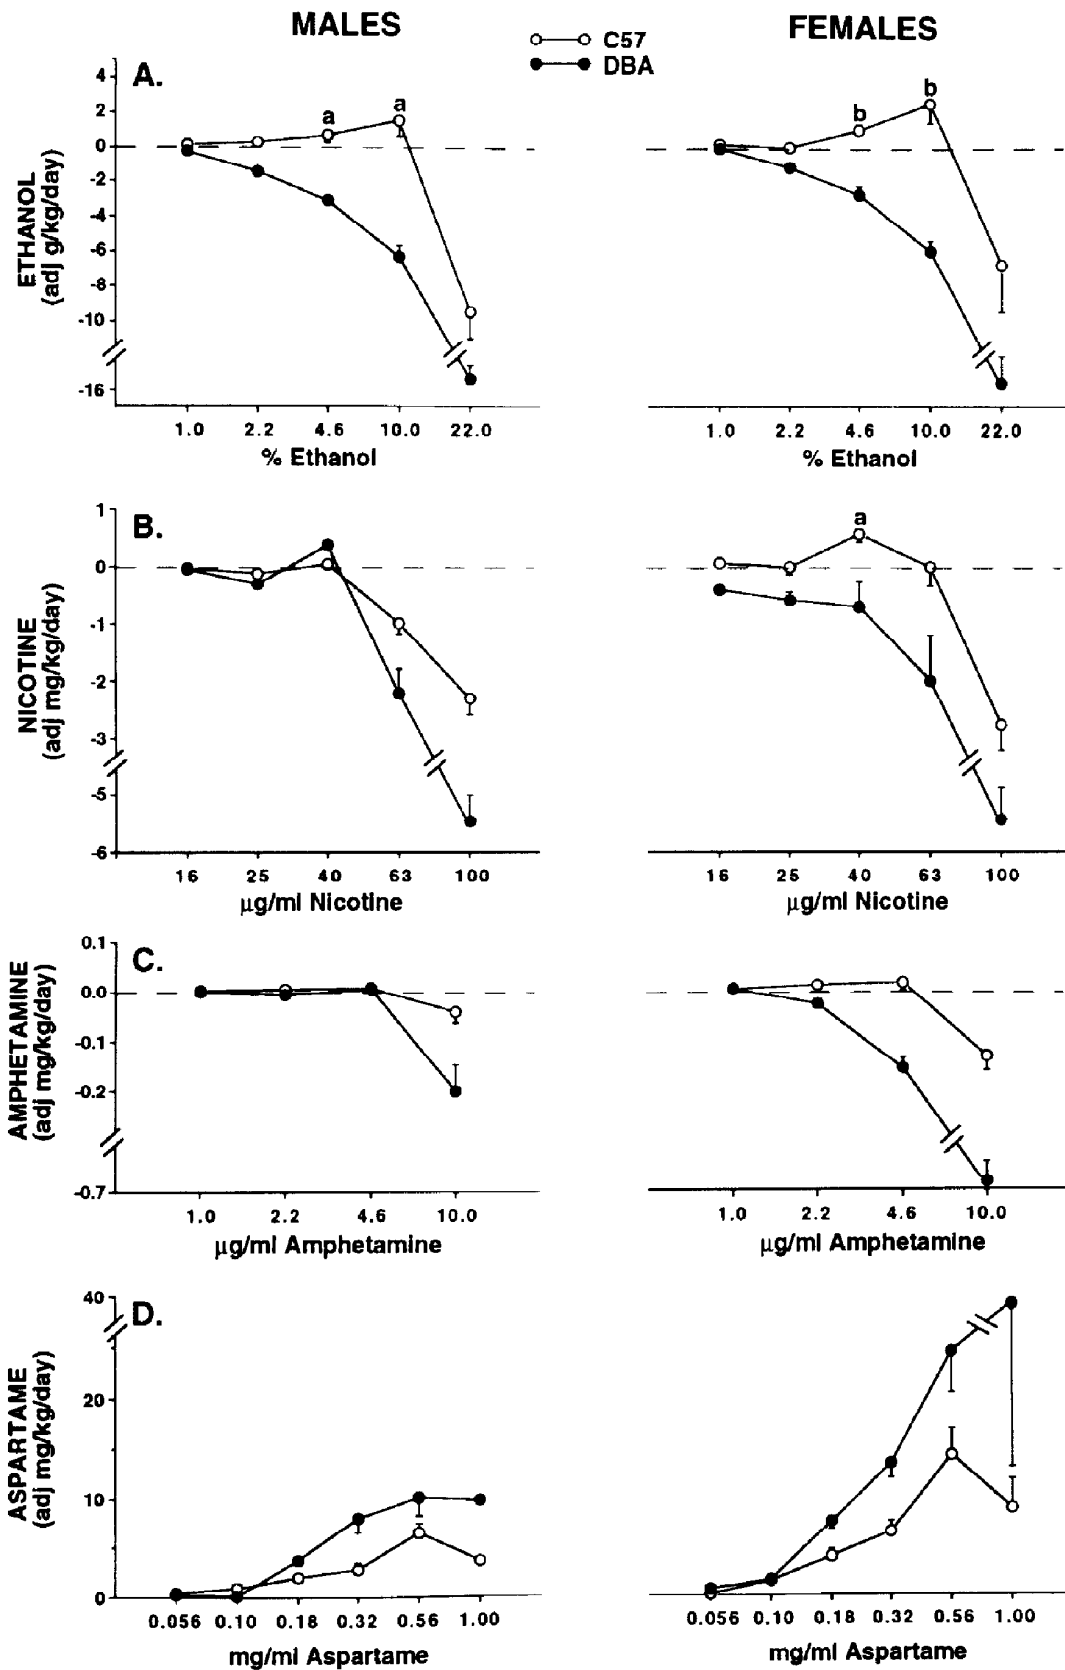 MALES
FEMALES
C57
DBA
A.
ETHANOL
(adj g/kg/day)
4
2
0
-2
-4
-6
-8
-10
-16
a
a
b
b
1.0 2.2 4.6 10.0 22.0
% Ethanol
1.0 2.2 4.6 10.0 22.0
% Ethanol
B.
NICOTINE
(adj mg/kg/day)
1
0
-1
-2
-3
-5
-6
a
16 25 40 63 100
µg/ml Nicotine
16 25 40 63 100
µg/ml Nicotine
C.
AMPHETAMINE
(adj mg/kg/day)
0.1
0.0
-0.1
-0.2
-0.7
1.0 2.2 4.6 10.0
µg/ml Amphetamine
1.0 2.2 4.6 10.0
µg/ml Amphetamine
D.
ASPARTAME
(adj mg/kg/day)
40
20
10
0
0.056 0.10 0.18 0.32 0.56 1.00
mg/ml Aspartame
0.056 0.10 0.18 0.32 0.56 1.00
mg/ml Aspartame